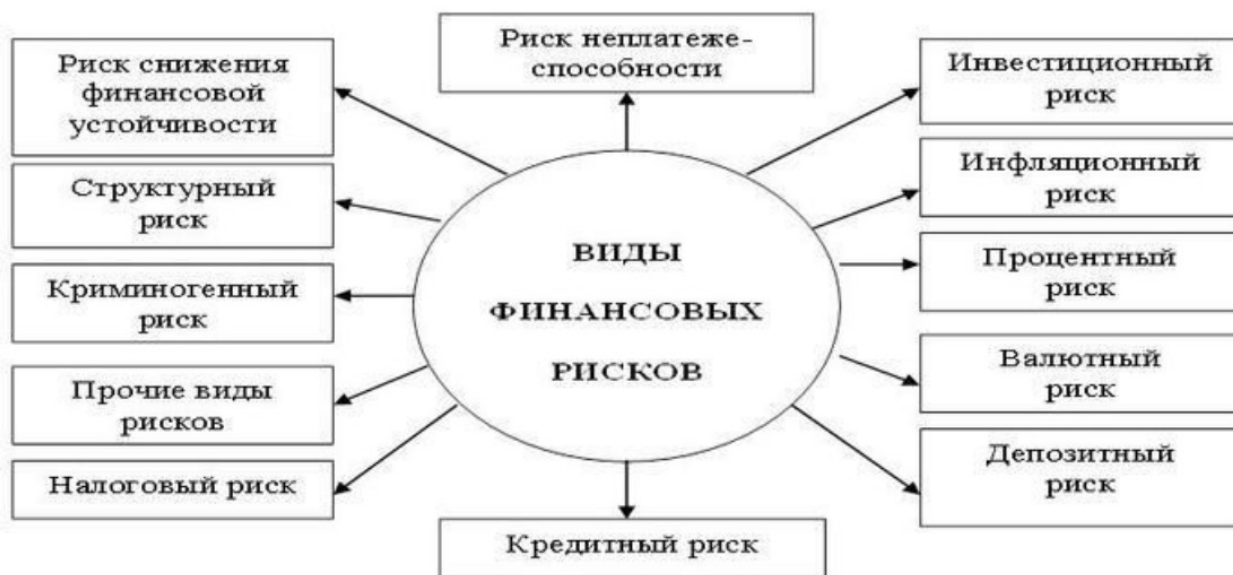 Риск неплатеже-
способности
Риск снижения
финансовой
устойчивости
Структурный
риск
Криминогенный
риск
Прочие виды
рисков
Налоговый риск
ВИДЫ
ФИНАНСОВЫХ
РИСКОВ
Инвестиционный
риск
Инфляционный
риск
Процентный
риск
Валютный
риск
Депозитный
риск
Кредитный риск